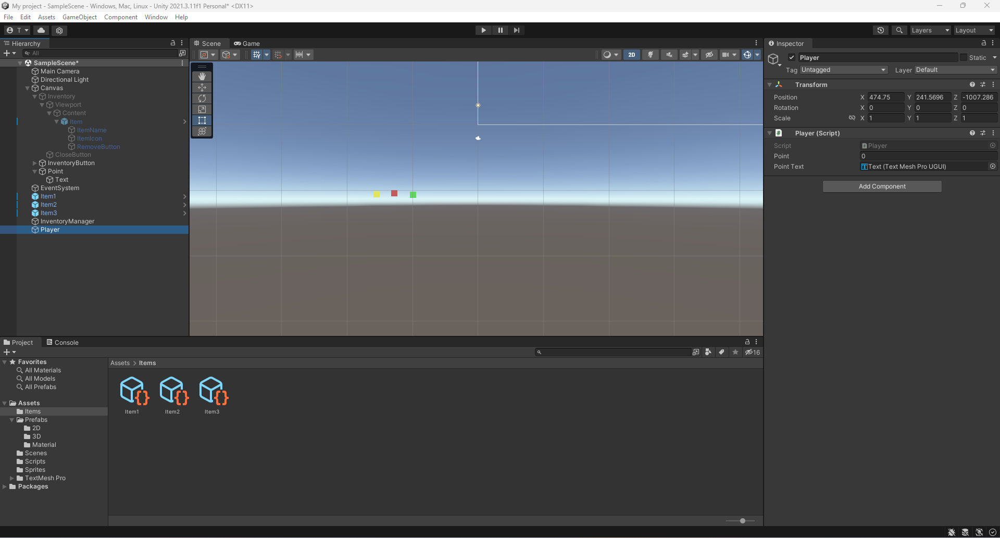 My project - SampleScene - Windows, Mac, Linux - Unity 2021.3.11f1 Personal* <DX11>
File Edit Assets GameObject Component Window Help
T
Layers Layout
Hierarchy
All
SampleScene*
Main Camera
Directional Light
Canvas
Inventory
Viewport
Content
Item
ItemName
ItemIcon
RemoveButton
CloseButton
InventoryButton
Point
Text
EventSystem
Item1
Item2
Item3
InventoryManager
Player
Scene Game
2D
Inspector
Player Static
Tag Untagged Layer Default
Transform
Position X 474.75 Y 241.5696 Z -1007.286
Rotation X 0 Y 0 Z 0
Scale X 1 Y 1 Z 1
# Player (Script)
Script Player
Point 0
Point Text Text (Text Mesh Pro UGUI)
Add Component
Project Console
16
Favorites
All Materials
All Models
All Prefabs
Assets
Items
Prefabs
2D
3D
Material
Scenes
Scripts
Sprites
TextMesh Pro
Packages
Assets > Items
Item1 Item2 Item3